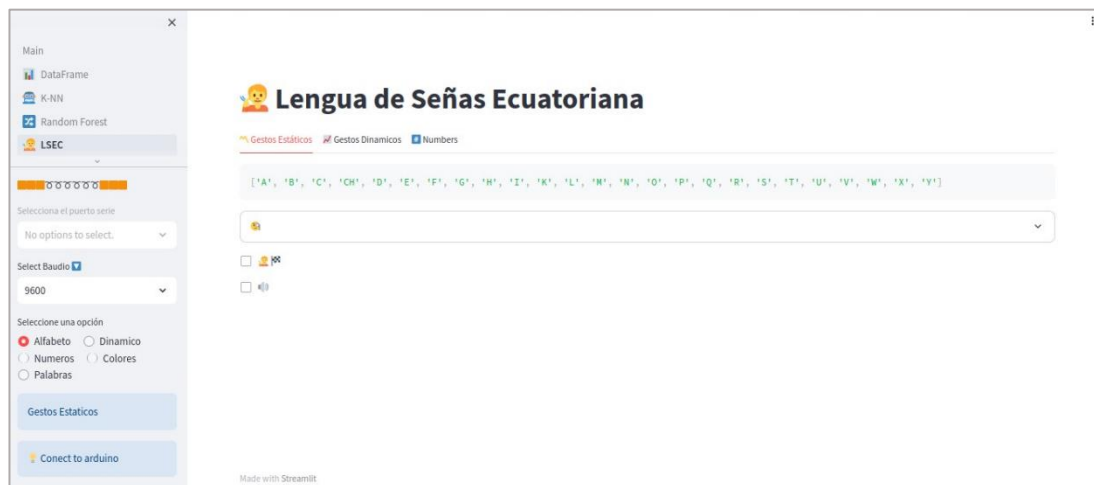 Main
DataFrame
K-NN
Random Forest
LSEC
Selecciona el puerto serie
No options to select.
Select Baudio
9600
Seleccione una opción
Alfabeto Dinamico
Numeros Colores
Palabras
Gestos Estaticos
Conect to arduino
Lengua de Señas Ecuatoriana
Gestos Estáticos Gestos Dinamicos Numbers
['A', 'B', 'C', 'CH', 'D', 'E', 'F', 'G', 'H', 'I', 'K', 'L', 'M', 'N', 'O', 'P', 'Q', 'R', 'S', 'T', 'U', 'V', 'W', 'X', 'Y']
Made with Streamlit